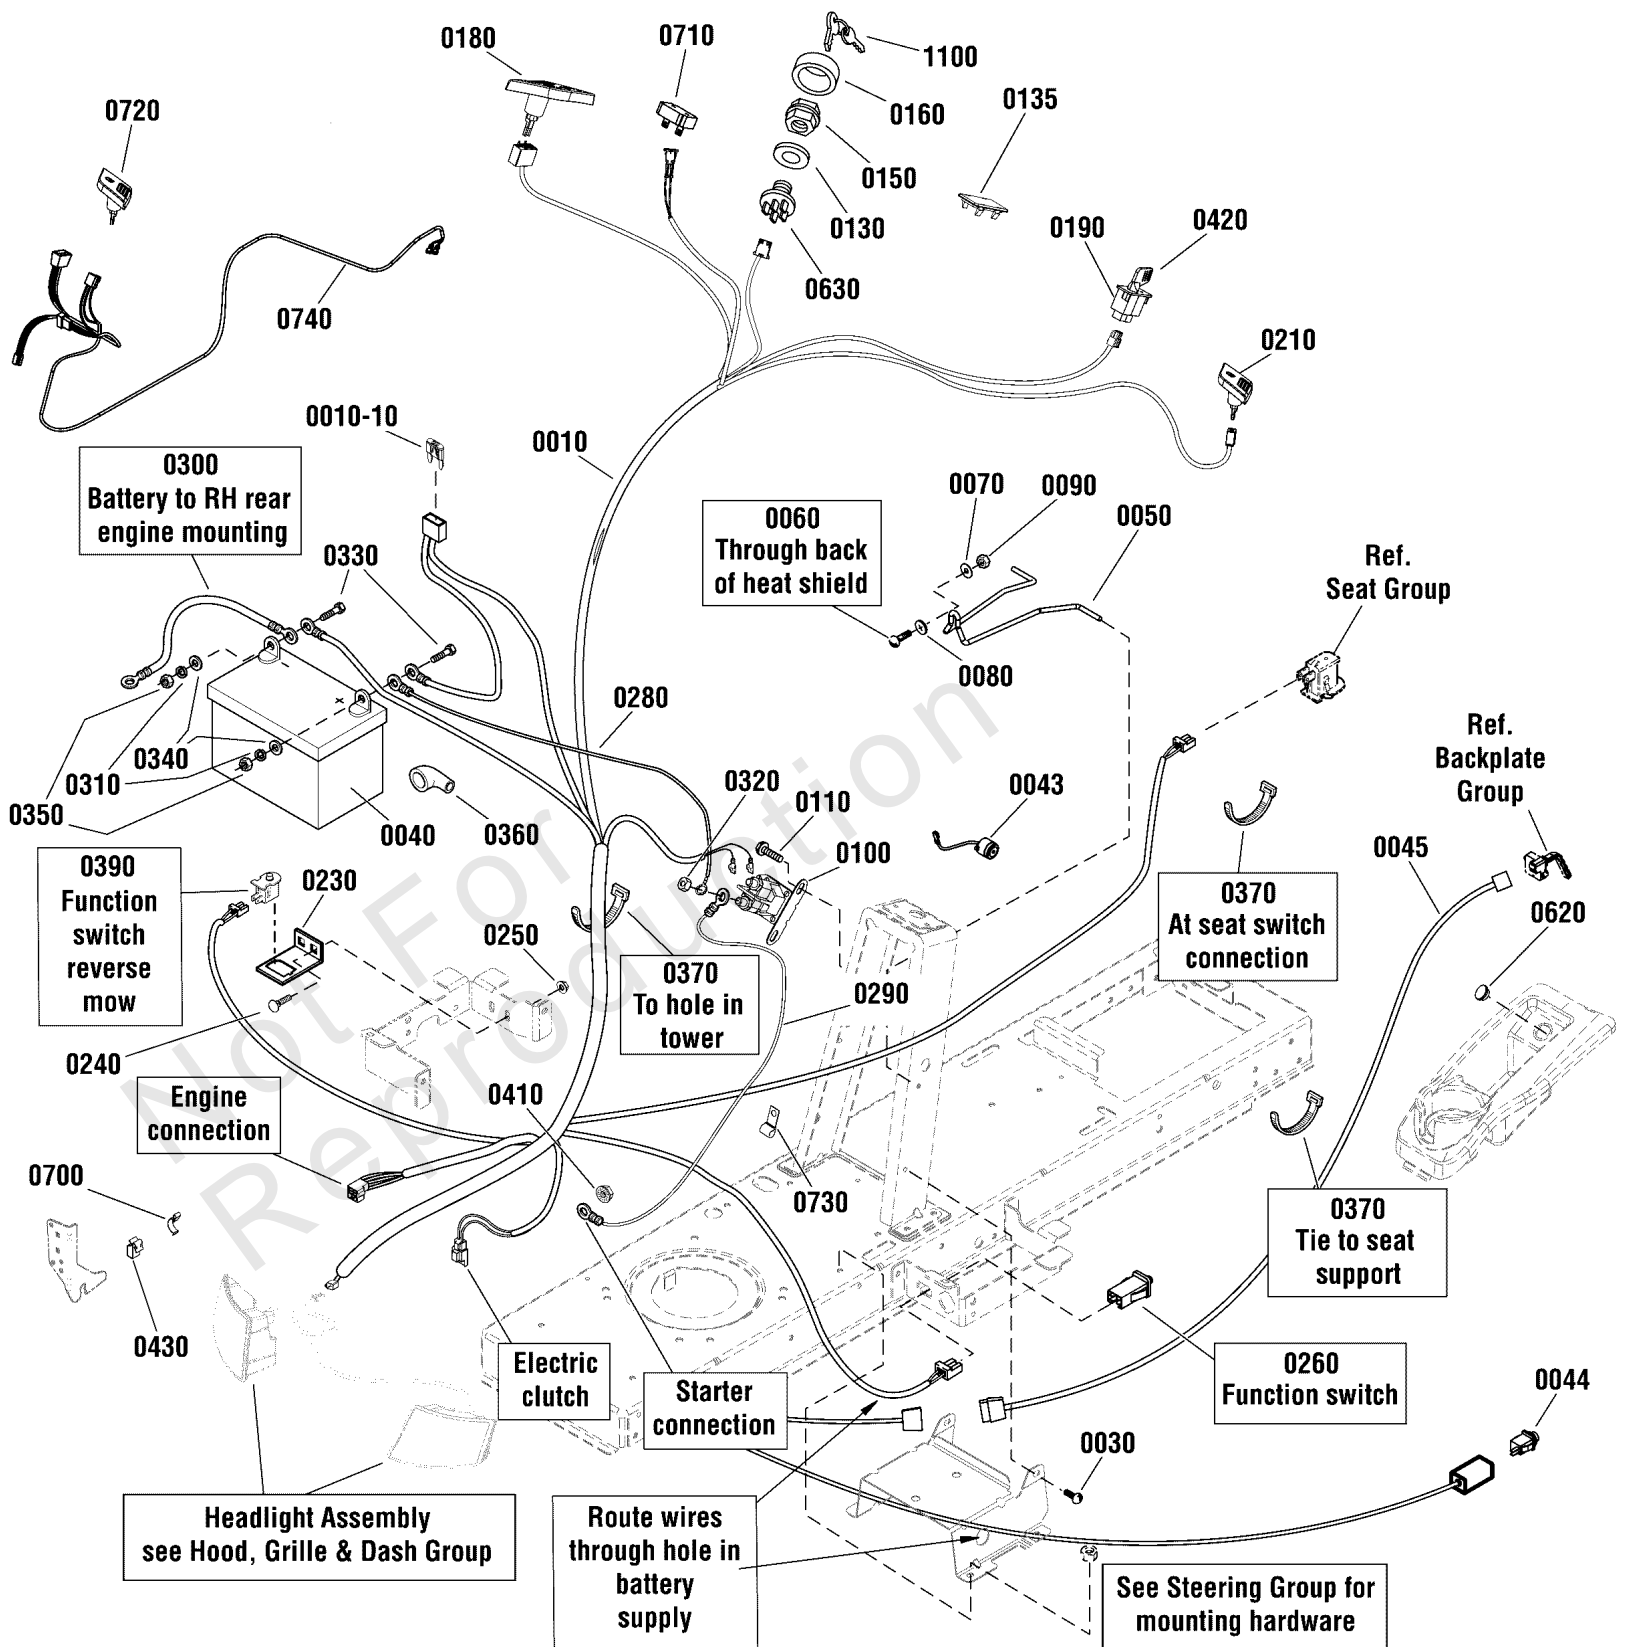 0180
0710
1100
0160
0135
0720
0150
0130
0190
0420
0630
0740
0210
0010-10
0010
0300
Battery to RH rear
engine mounting
0070
0090
0060
Through back
of heat shield
0050
0330
Ref.
Seat Group
0080
0280
Ref.
Backplate
Group
+
0340
0310
0350
0320
0043
0110
0040
0360
0100
0045
0390
Function
switch
reverse
mow
0230
0370
At seat switch
connection
0620
0250
0370
To hole in
tower
0290
0240
Engine
connection
0410
0700
0730
0370
Tie to seat
support
0430
Electric
clutch
Starter
connection
0260
Function switch
0044
0030
Headlight Assembly
see Hood, Grille & Dash Group
Route wires
through hole in
battery
supply
See Steering Group for
mounting hardware
Not For
Reproduction